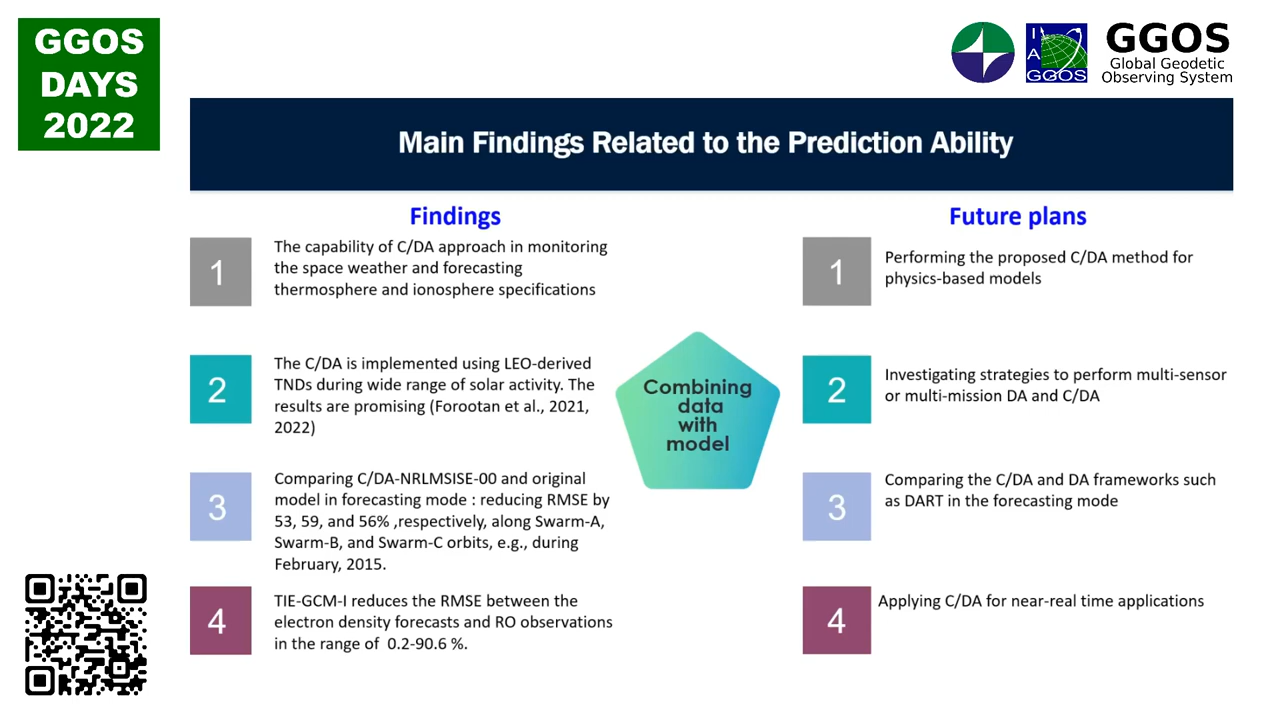 GGOS
DAYS
2022
I
A
GGOS
GGOS
Global Geodetic
Observing System
Main Findings Related to the Prediction Ability
Findings
1
The capability of C/DA approach in monitoring
the space weather and forecasting
thermosphere and ionosphere specifications
2
The C/DA is implemented using LEO-derived
TNDs during wide range of solar activity. The
results are promising (Forootan et al., 2021,
2022)
3
Comparing C/DA-NRLMSISE-00 and original
model in forecasting mode : reducing RMSE by
53, 59, and 56% ,respectively, along Swarm-A,
Swarm-B, and Swarm-C orbits, e.g., during
February, 2015.
4
TIE-GCM-I reduces the RMSE between the
electron density forecasts and RO observations
in the range of 0.2-90.6 %.
Combining
data
with
model
Future plans
1
Performing the proposed C/DA method for
physics-based models
2
Investigating strategies to perform multi-sensor
or multi-mission DA and C/DA
3
Comparing the C/DA and DA frameworks such
as DART in the forecasting mode
4
Applying C/DA for near-real time applications